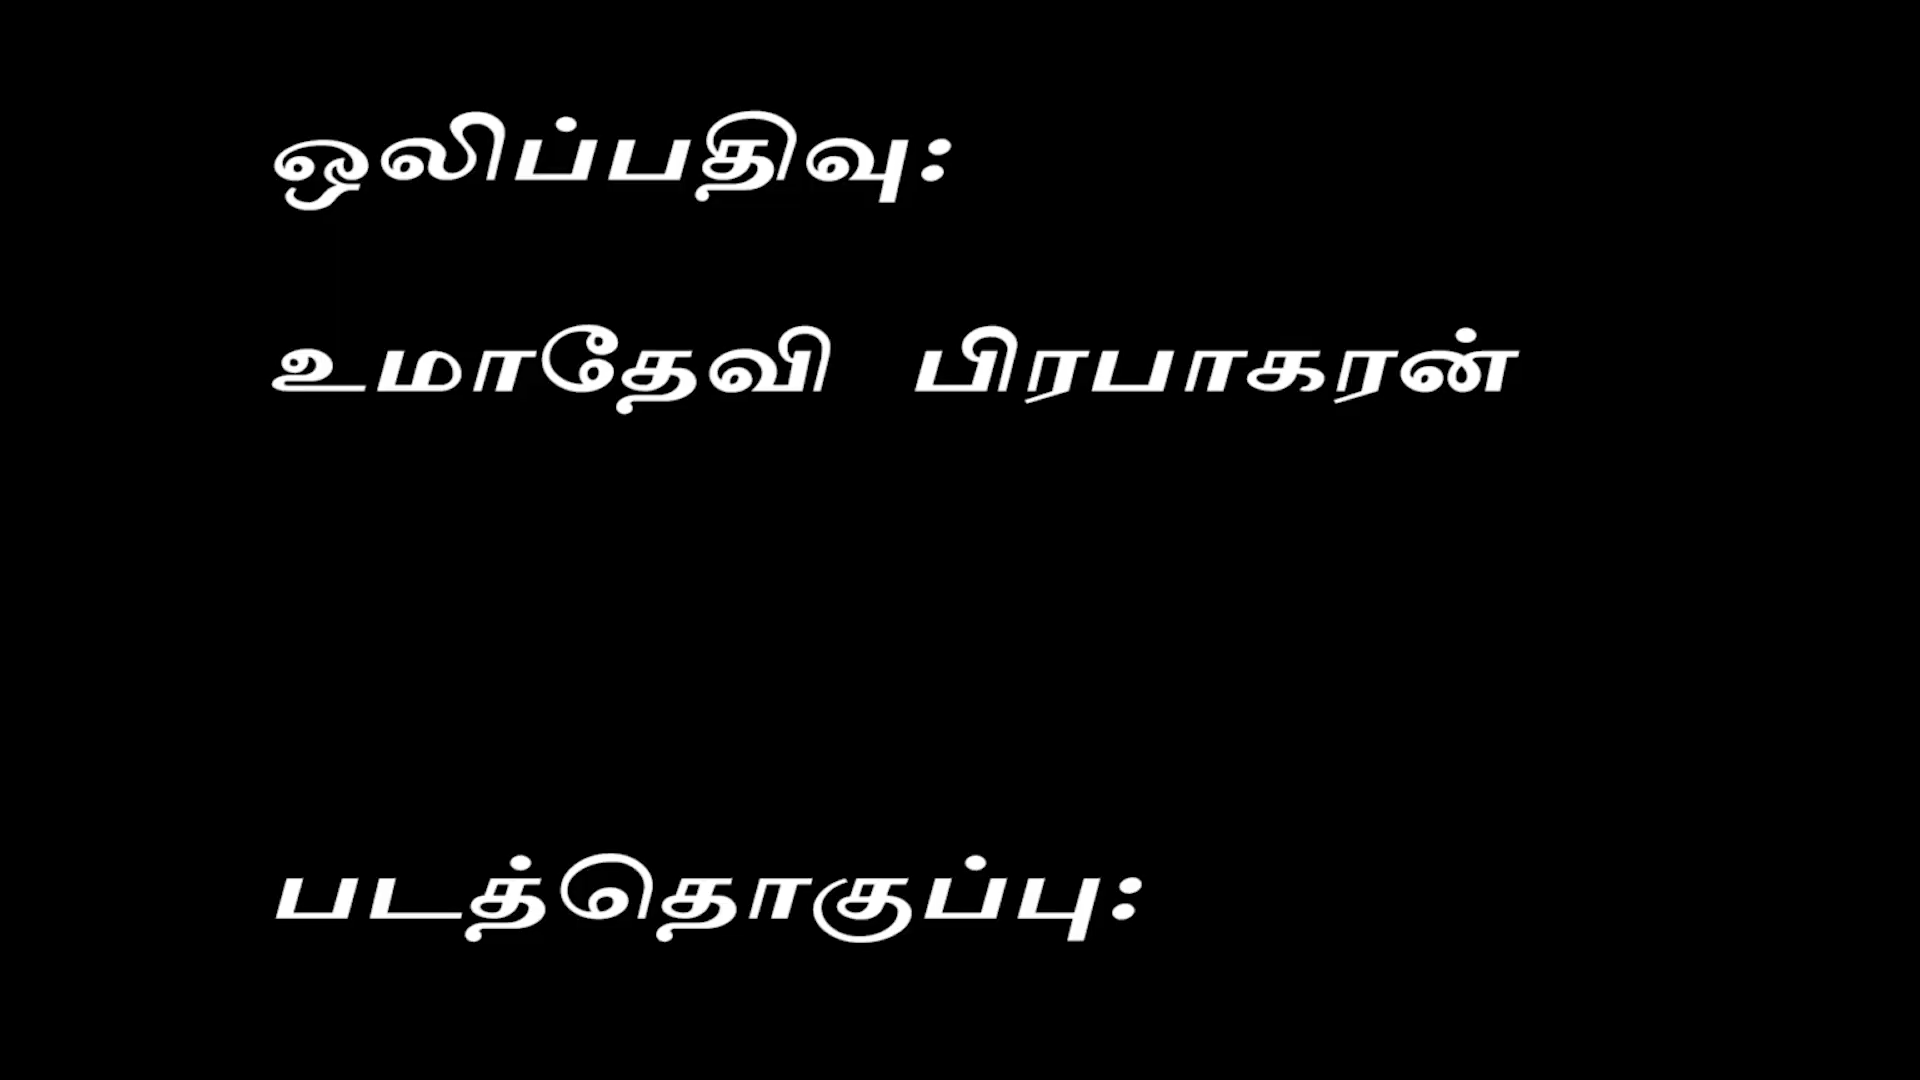 ஒலிப்பதிவு:
உமாதேவி பிரபாகரன்
படத்தொகுப்பு: